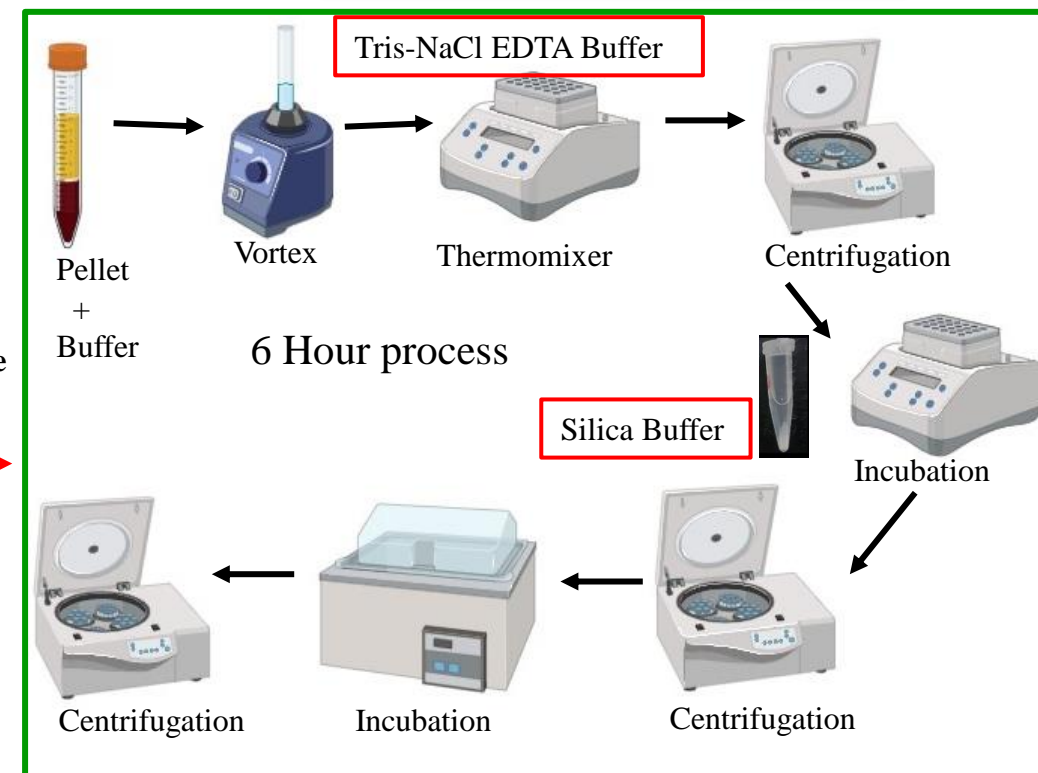 Tris-NaCl EDTA Buffer
Vortex
Thermomixer
Centrifugation
Pellet
+
Buffer
6 Hour process
e
Silica Buffer
Incubation
Centrifugation
Incubation
Centrifugation